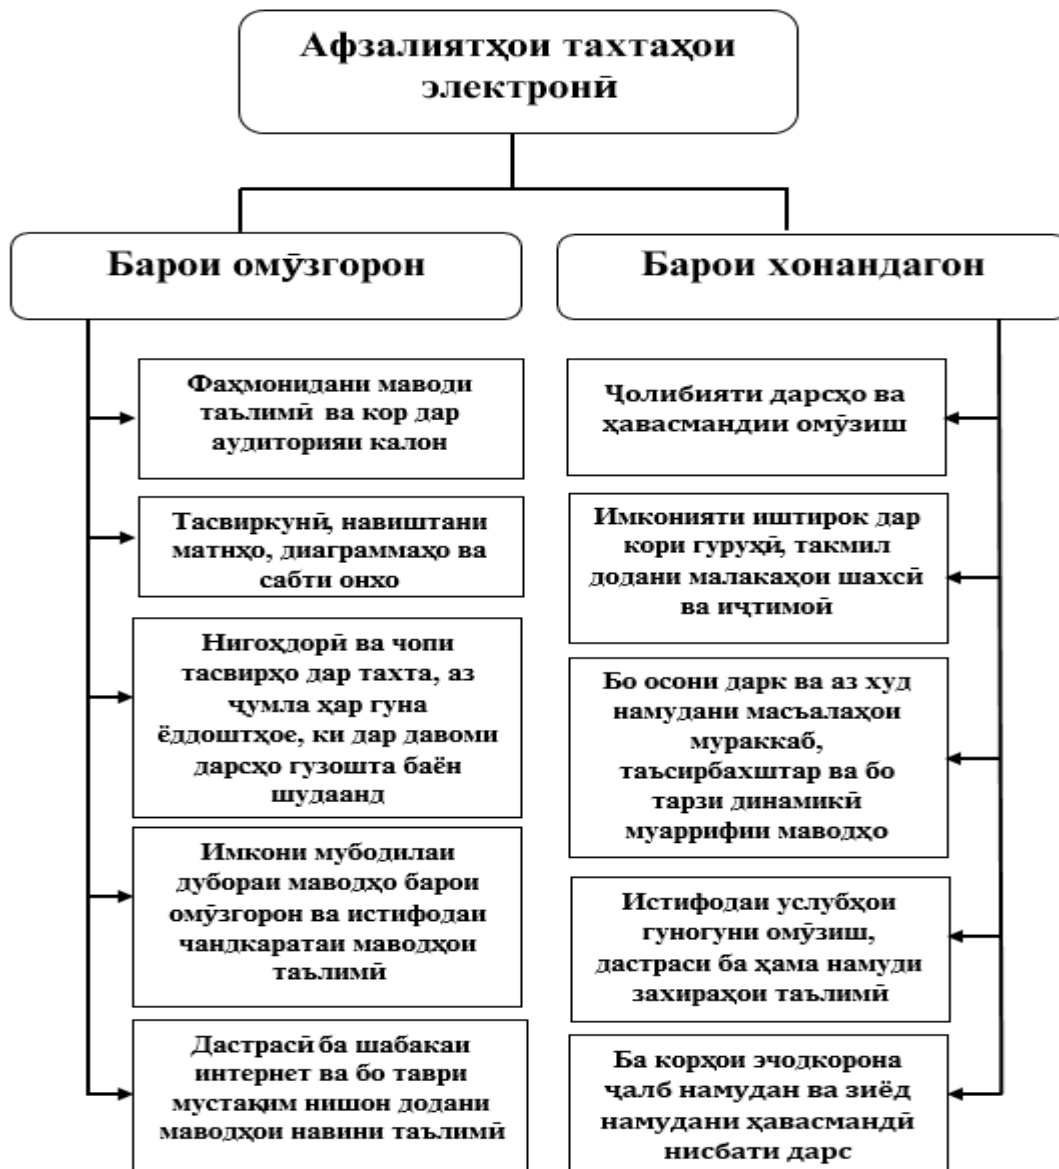 Афзалиятҳои тахтаҳои
электронӣ
Барои омӯзгорон
Фаҳмонидани маводи
таълимӣ ва кор дар
аудиторияи калон
Тасвиркунӣ, навиштани
матнҳо, диаграммаҳо ва
сабти онхо
Нигоҳдорӣ ва чопи
тасвирҳо дар тахта, аз
ҷумла ҳар гуна
ёддоштҳое, ки дар давоми
дарсҳо гузошта баён
шудаанд
Имкони мубодилаи
дубораи маводҳо барои
омӯзгорон ва истифодаи
чандкаратаи маводҳои
таълимӣ
Дастрасӣ ба шабакаи
интернет ва бо таври
мустақим нишон додани
маводҳои навини таълимӣ
Барои хонандагон
Ҷолибияти дарсҳо ва
ҳавасмандии омӯзиш
Имконияти иштирок дар
кори гуруҳӣ, такмил
додани малакаҳои шахсӣ
ва иҷтимоӣ
Бо осони дарк ва аз худ
намудани масъалаҳои
мураккаб,
таъсирбахштар ва бо
тарзи динамикӣ
муаррифии маводҳо
Истифодаи услубҳои
гуногуни омӯзиш,
дастраси ба ҳама намуди
захираҳои таълимӣ
Ба корҳои эҷодкорона
ҷалб намудан ва зиёд
намудани ҳавасмандӣ
нисбати дарс